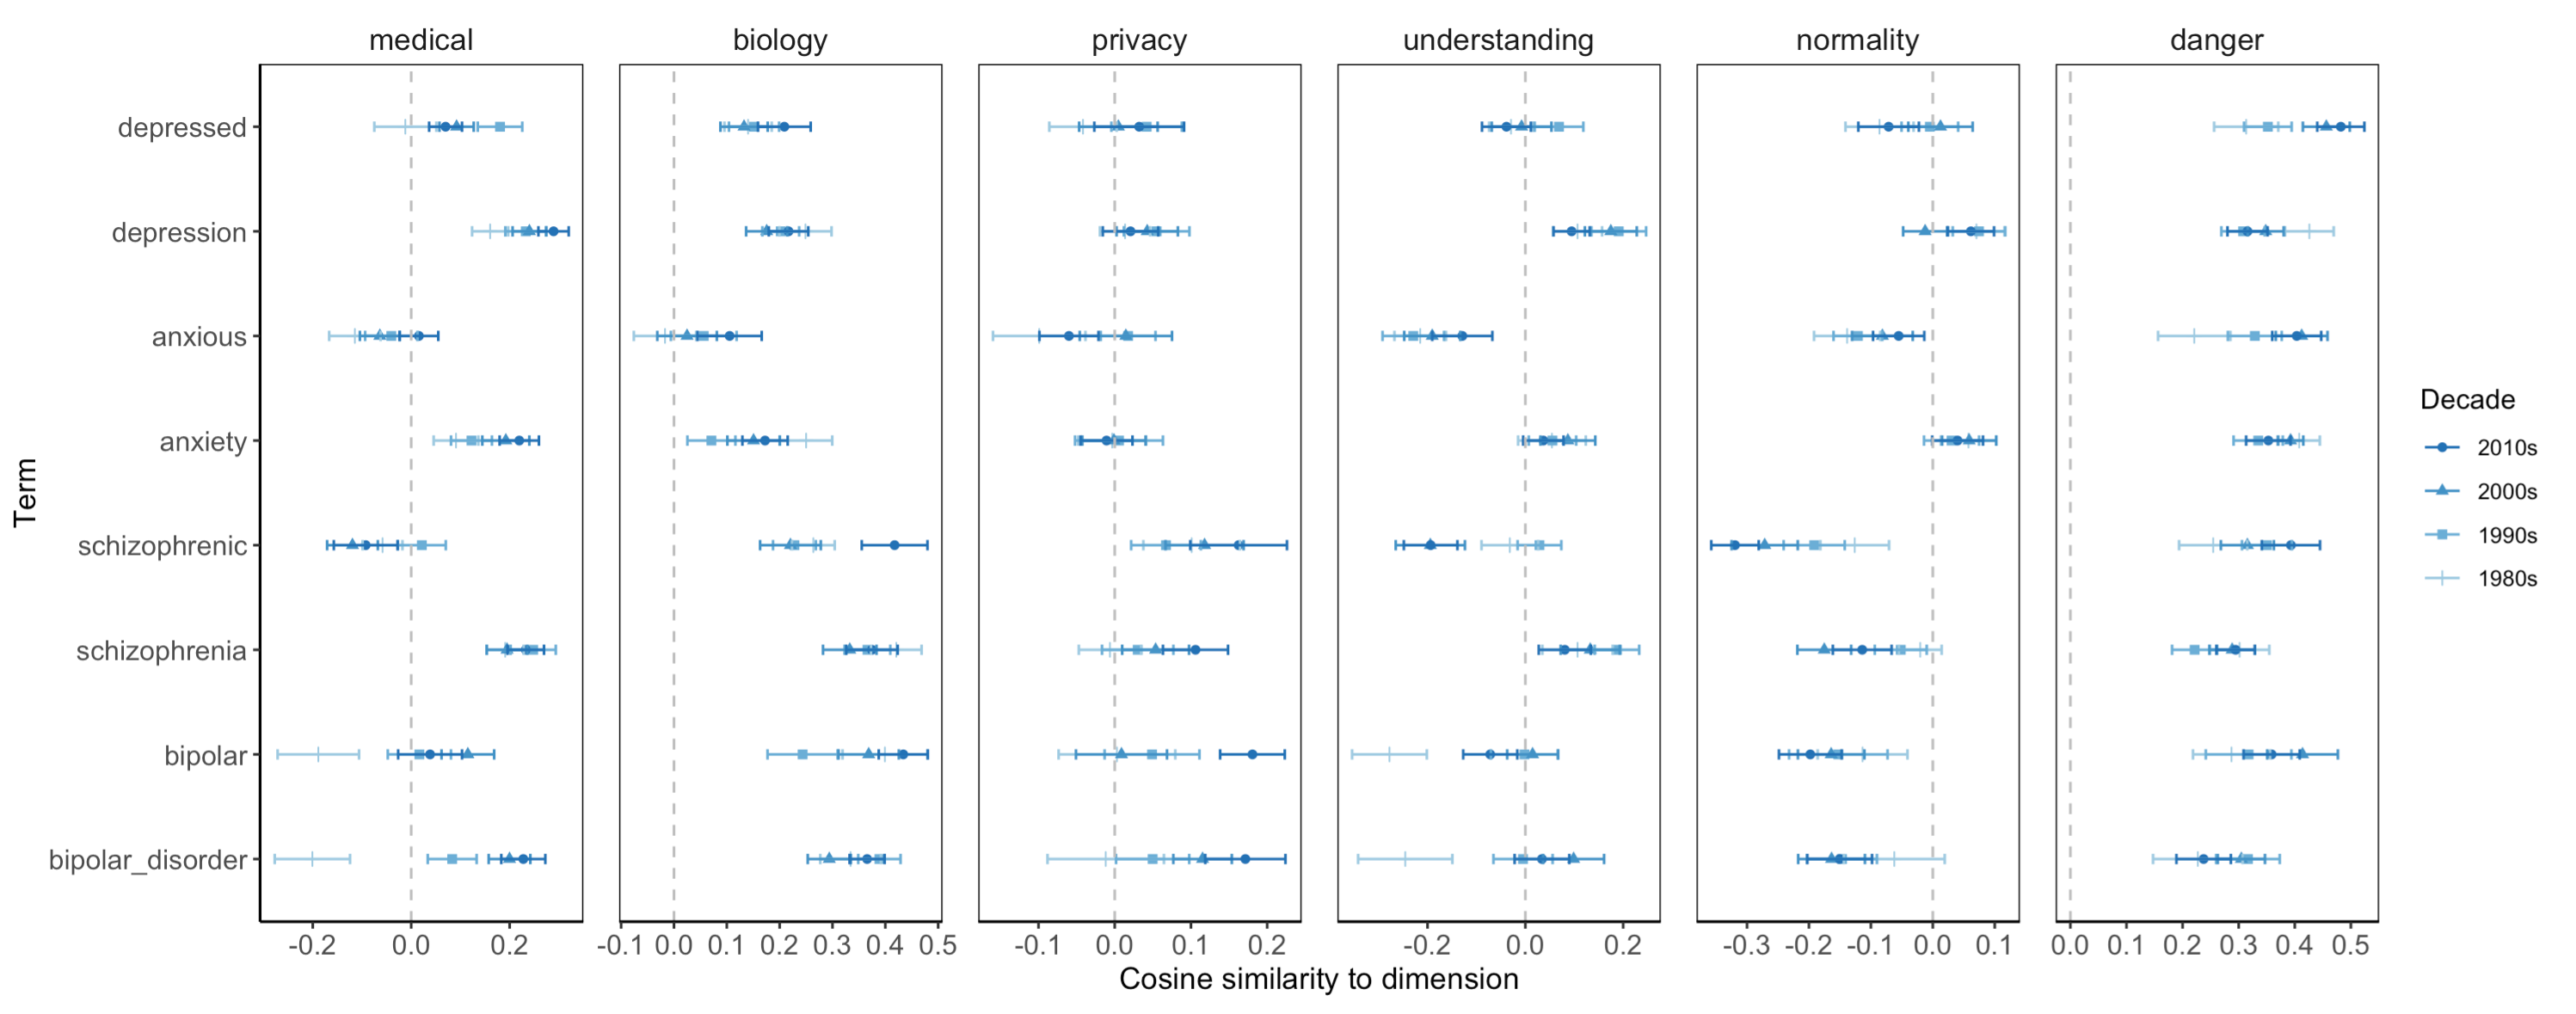 medical biology privacy understanding normality danger
depressed
depression
anxious
anxiety
schizophrenic
schizophrenia
bipolar
bipolar_disorder
Term
-0.2 0.0 0.2 -0.1 0.0 0.1 0.2 0.3 0.4 0.5 -0.1 0.0 0.1 0.2 -0.2 0.0 0.2 -0.3 -0.2 -0.1 0.0 0.1 0.0 0.1 0.2 0.3 0.4 0.5
Cosine similarity to dimension
Decade
2010s
2000s
1990s
1980s